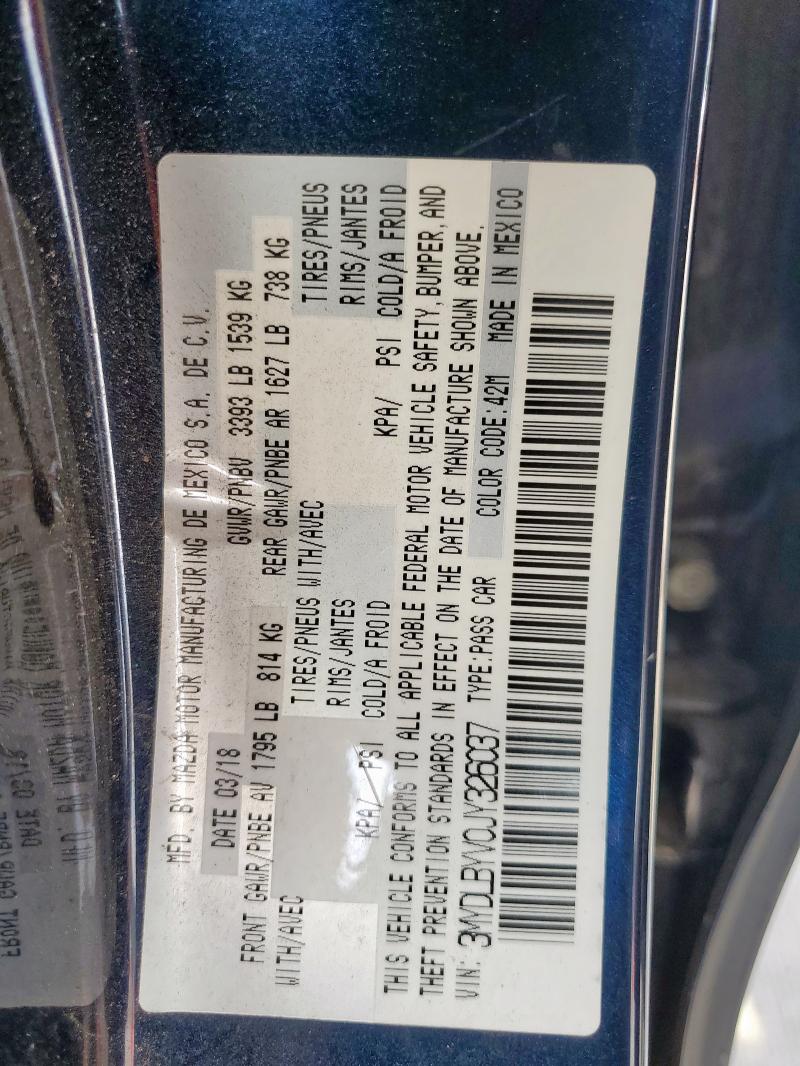 MFD. BY MAZDA MOTOR MANUFACTURING DE MEXICO S.A. DE C.V.
DATE 03/18 GVWR/PNBV 3393 LB 1539 KG
FRONT GAWR/PNBE AV 1795 LB 814 KG REAR GAWR/PNBE AR 1627 LB 738 KG
WITH/AVEC TIRES/PNEUS WITH/AVEC TIRES/PNEUS
RIMS/JANTES RIMS/JANTES
KPA/ PSI COLD/A FROID KPA/ PSI COLD/A FROID
THIS VEHICLE CONFORMS TO ALL APPLICABLE FEDERAL MOTOR VEHICLE SAFETY, BUMPER, AND
THEFT PREVENTION STANDARDS IN EFFECT ON THE DATE OF MANUFACTURE SHOWN ABOVE.
VIN: 3MYDLBYV0JY326037 TYPE:PASS CAR COLOR CODE:42M MADE IN MEXICO